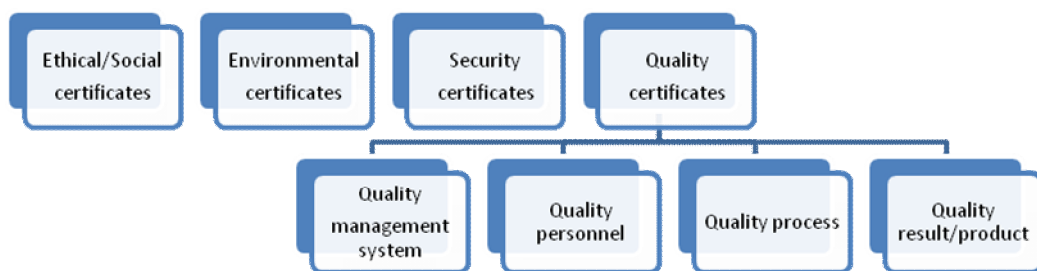 Ethical/Social
certificates
Environmental
certificates
Security
certificates
Quality
certificates
Quality
management
system
Quality
personnel
Quality process
Quality
result/product